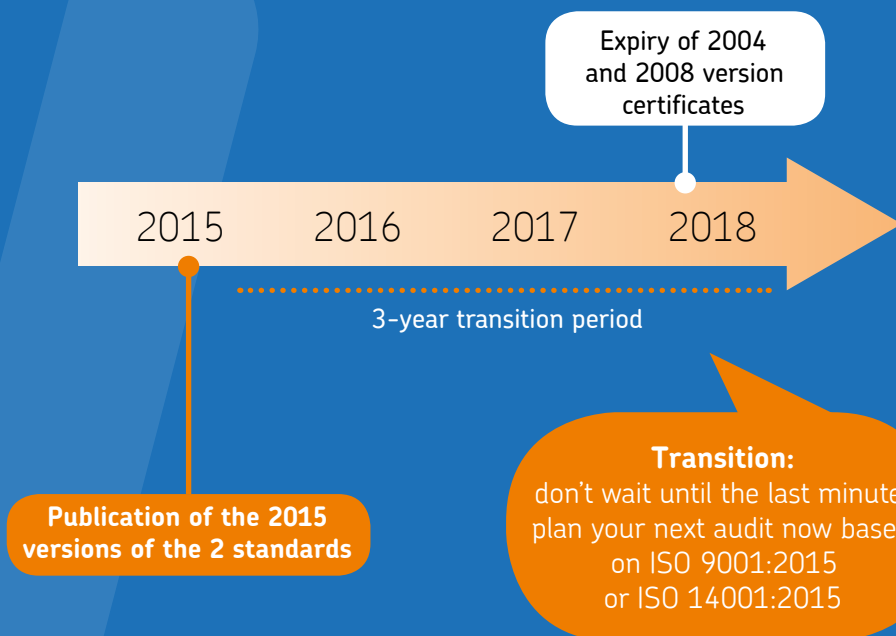 Expiry of 2004
and 2008 version
certificates
2015 2016 2017 2018
3-year transition period
Publication of the 2015
versions of the 2 standards
Transition:
don't wait until the last minute
plan your next audit now base
on ISO 9001:2015
or ISO 14001:2015